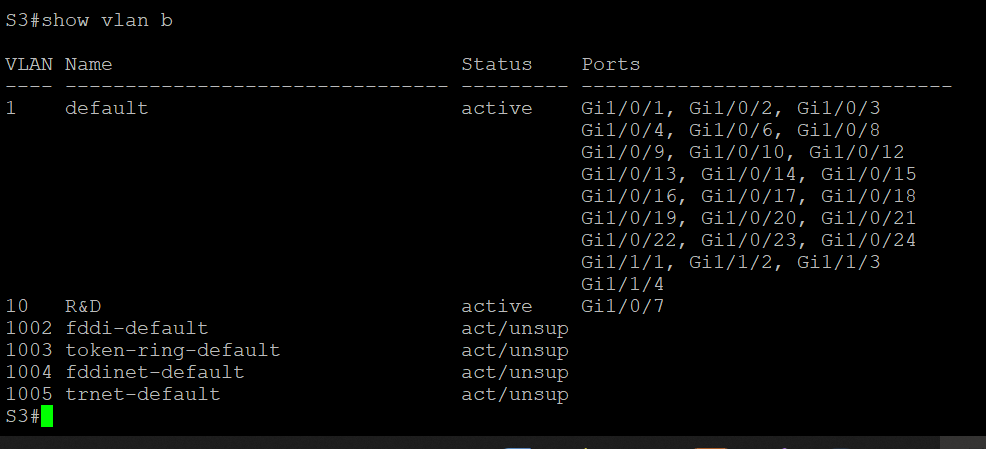 S3#show vlan b
VLAN Name                             Status    Ports
---- -------------------------------- --------- -------------------------------
1    default                          active    Gi1/0/1, Gi1/0/2, Gi1/0/3
                                                Gi1/0/4, Gi1/0/6, Gi1/0/8
                                                Gi1/0/9, Gi1/0/10, Gi1/0/12
                                                Gi1/0/13, Gi1/0/14, Gi1/0/15
                                                Gi1/0/16, Gi1/0/17, Gi1/0/18
                                                Gi1/0/19, Gi1/0/20, Gi1/0/21
                                                Gi1/0/22, Gi1/0/23, Gi1/0/24
                                                Gi1/1/1, Gi1/1/2, Gi1/1/3
                                                Gi1/1/4
10   R&D                              active    Gi1/0/7
1002 fddi-default                     act/unsup
1003 token-ring-default               act/unsup
1004 fddinet-default                  act/unsup
1005 trnet-default                    act/unsup
S3#